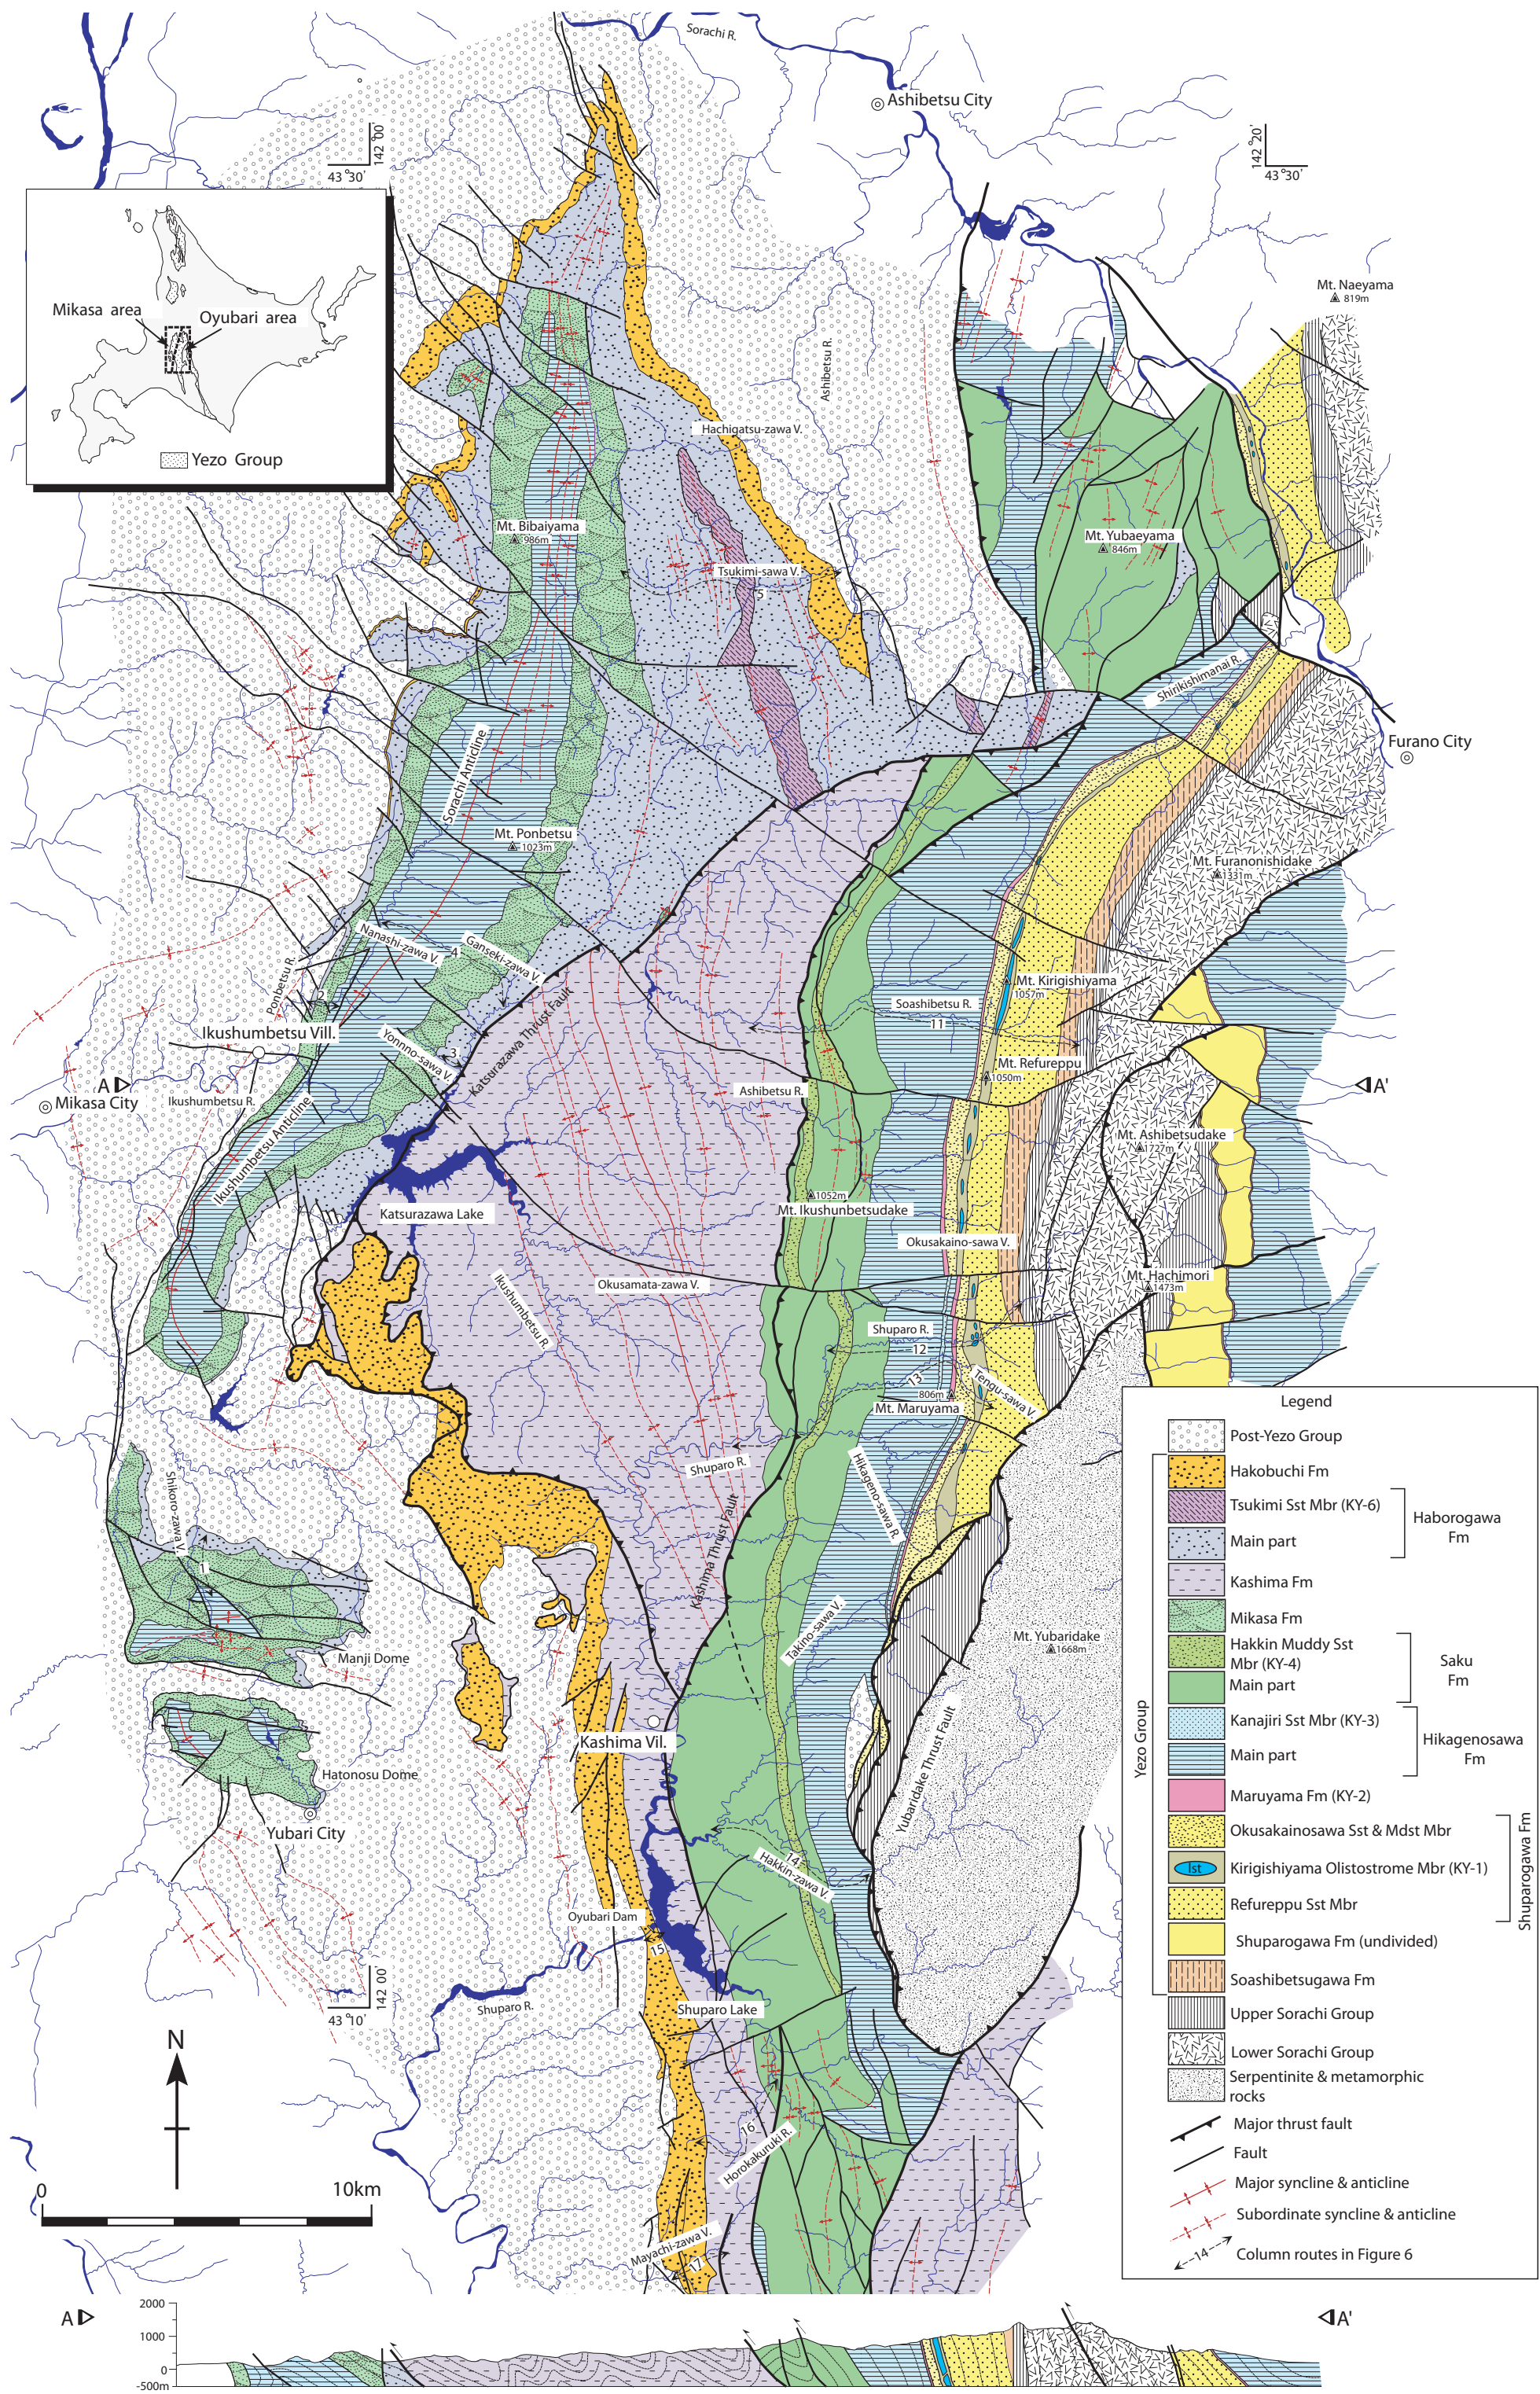 Sorachi R.
Ashibetsu City
142 00'
43 30'
142 20'
43 30'
Mt. Naeyama
819m
Mikasa area
Oyubari area
Yezo Group
Ashibetsu R.
Hachigatsu-zawa V.
Mt. Bibaiyama
986m
Mt. Yubaeyama
846m
Tsukimi-sawa V.
5
Shirikishimanai R.
Furano City
Sorachi Anticline
Mt. Ponbetsu
1023m
Mt. Furanonishidake
1331m
Nanashi-zawa V.
4
Ganseki-zawa V.
Ponbetsu R.
2
Mt. Kirigishiyama
1057m
Soashibetsu R.
11
Ikushumbetsu Vill.
Yonno-sawa V.
3
Katsurazawa Thrust Fault
Mt. Refureppu
1050m
A
Mikasa City
Ikushumbetsu R.
Ashibetsu R.
A'
Ikushumbetsu Antcline
Mt. Ashibetsudake
1727m
1052m
Mt. Ikushunbetsudake
Katsurazawa Lake
Okusakaino-sawa V.
Mt. Hachimori
1473m
Okusamata-zawa V.
Ikushumbetsu R.
Shuparo R.
12
13
Tengu-sawa V.
806m
Mt. Maruyama
Shuparo R.
Hikageno-sawa R.
Shikoro-zawa V.
1
Kashima Thrust Fault
Takino-sawa V.
Mt. Yubaridake
1668m
Manji Dome
Yubaridake Thrust Fault
Kashima Vil.
Hatonosu Dome
Yubari City
14
Hakkin-zawa V.
Oyubari Dam
15
142 00'
43 10'
Shuparo R.
Shuparo Lake
N
16
Horokakuruki R.
0
10km
Mayachi-zawa V.
17
Legend
Post-Yezo Group
Hakobuchi Fm
Tsukimi Sst Mbr (KY-6)
Main part
Haborogawa
Fm
Kashima Fm
Mikasa Fm
Hakkin Muddy Sst
Mbr (KY-4)
Main part
Saku
Fm
Kanajiri Sst Mbr (KY-3)
Main part
Hikagenosawa
Fm
Maruyama Fm (KY-2)
Okusakainosawa Sst & Mdst Mbr
lst
Kirigishiyama Olistostrome Mbr (KY-1)
Refureppu Sst Mbr
Shuparogawa Fm
Shuparogawa Fm (undivided)
Soashibetsugawa Fm
Yezo Group
Upper Sorachi Group
Lower Sorachi Group
Serpentinite & metamorphic
rocks
Major thrust fault
Fault
Major syncline & anticline
Subordinate syncline & anticline
14
Column routes in Figure 6
A
A'
2000
1000
0
-500m